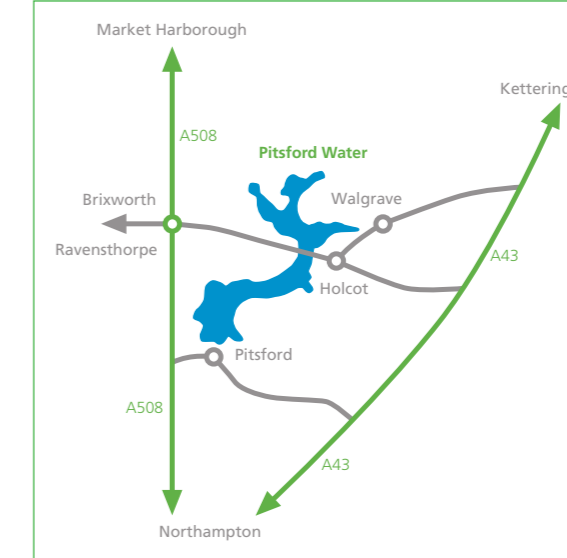 Market Harborough
Kettering
A508
Pitsford Water
Brixworth
Walgrave
Ravensthorpe
A43
Holcot
Pitsford
A508
A43
Northampton